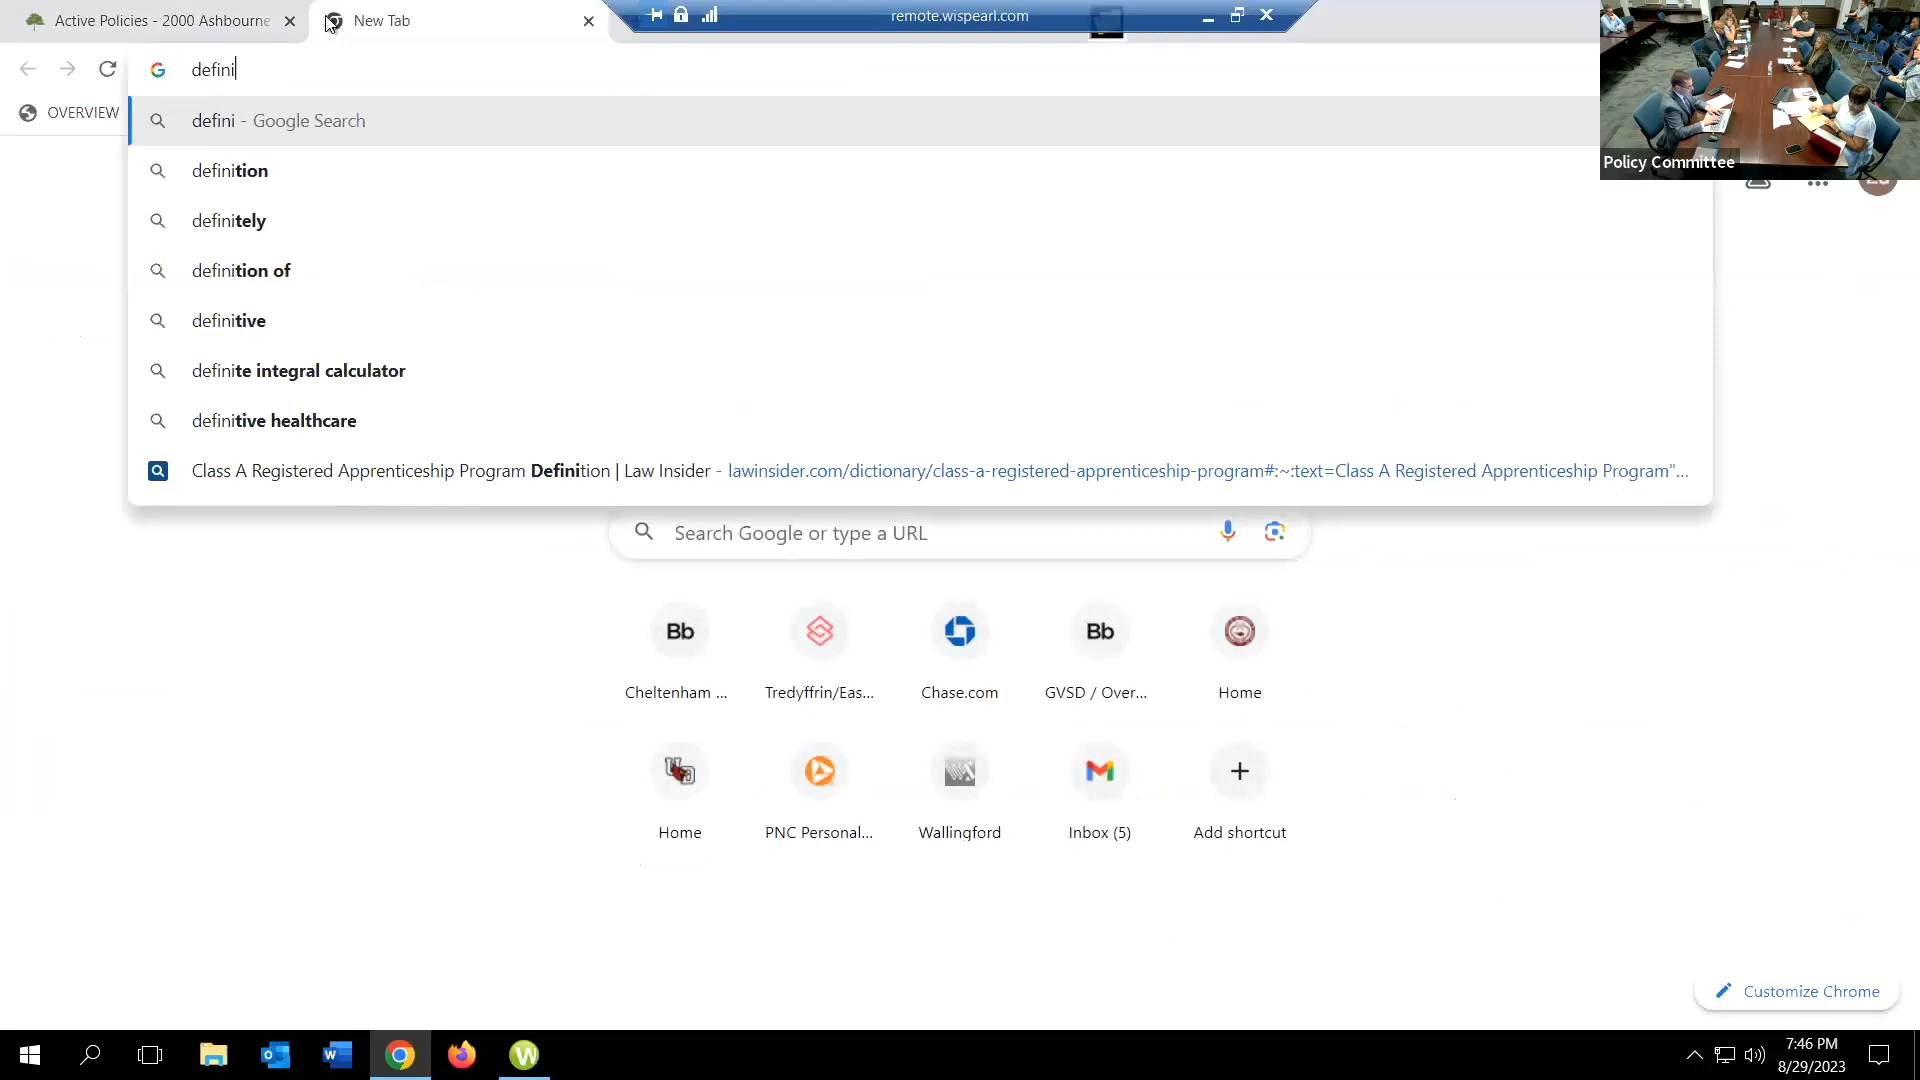 Active Policies - 2000 Ashbourne
New Tab
remote.wispearl.com
defini
OVERVIEW
defini - Google Search
definition
definitely
definition of
definitive
definite integral calculator
definitive healthcare
Class A Registered Apprenticeship Program Definition | Law Insider - lawinsider.com/dictionary/class-a-registered-apprenticeship-program#:~:text=Class A Registered Apprenticeship Program"...
Policy Committee
Search Google or type a URL
Bb
Bb
Cheltenham ...
Tredyffrin/Eas...
Chase.com
GVSD / Over...
Home
Home
PNC Personal...
Wallingford
Inbox (5)
Add shortcut
Customize Chrome
7:46 PM
8/29/2023